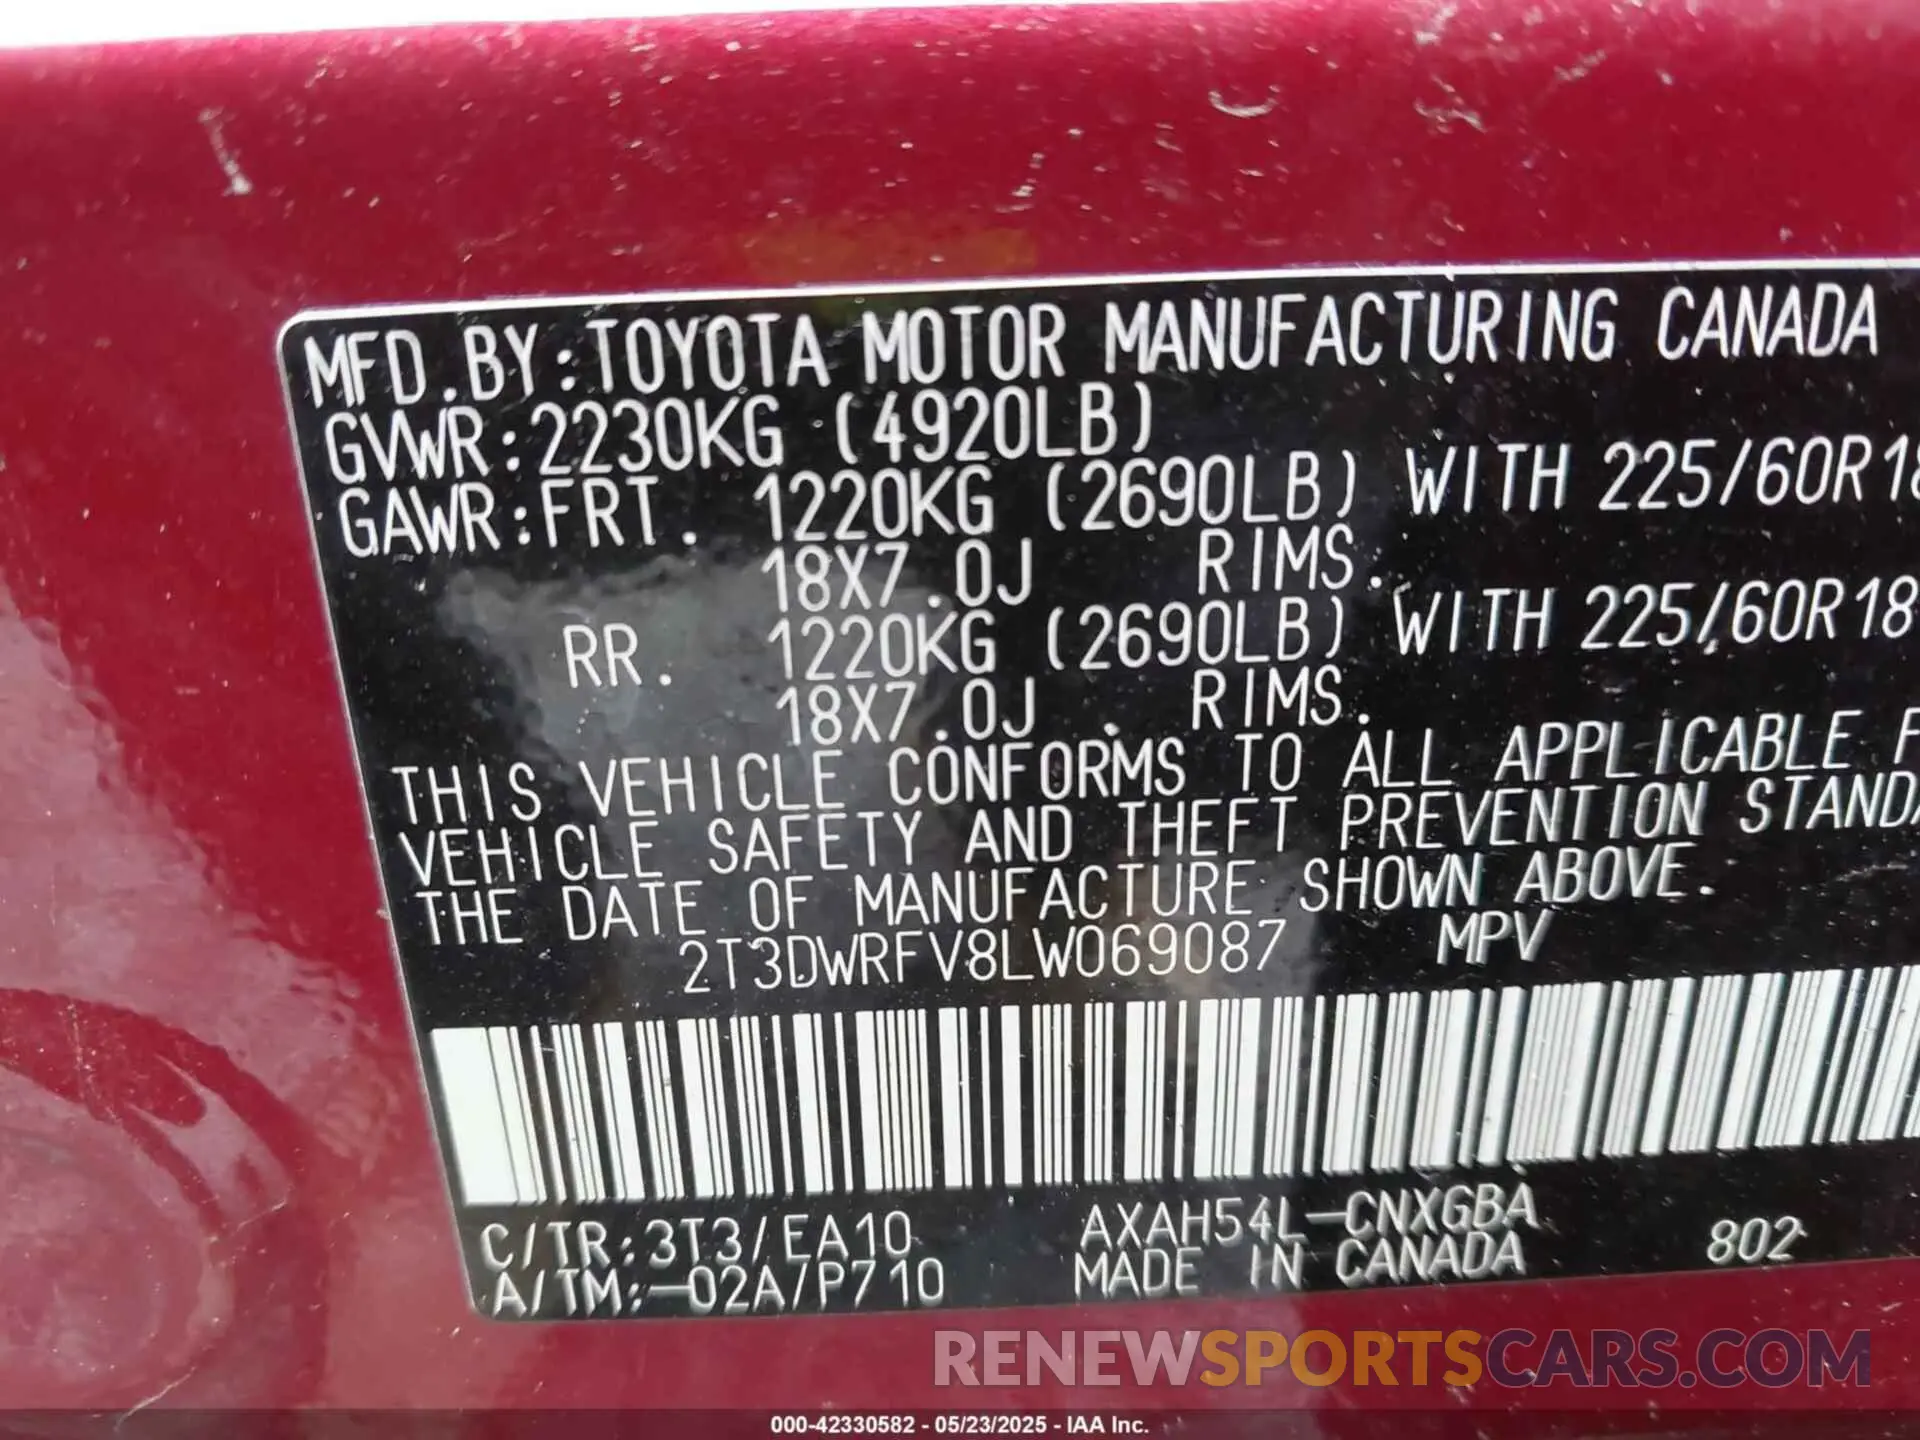 MFD.BY:TOYOTA MOTOR MANUFACTURING CANADA
GVWR:2230KG (4920LB)
GAWR:FRT. 1220KG (2690LB) WITH 225/60R18
18X7.0J RIMS.
RR. 1220KG (2690LB) WITH 225/60R18
18X7.0J RIMS.
THIS VEHICLE CONFORMS TO ALL APPLICABLE F
VEHICLE SAFETY AND THEFT PREVENTION STANDA
THE DATE OF MANUFACTURE SHOWN ABOVE.
2T3DWRFV8LW069087 MPV
C/TR:3T3/EA10 AXAH54L-CNXGBA
A/TM:-02A/P710 MADE IN CANADA 802
RENEWSPORTSCARS.COM
000-42330582 - 05/23/2025 - IAA Inc.